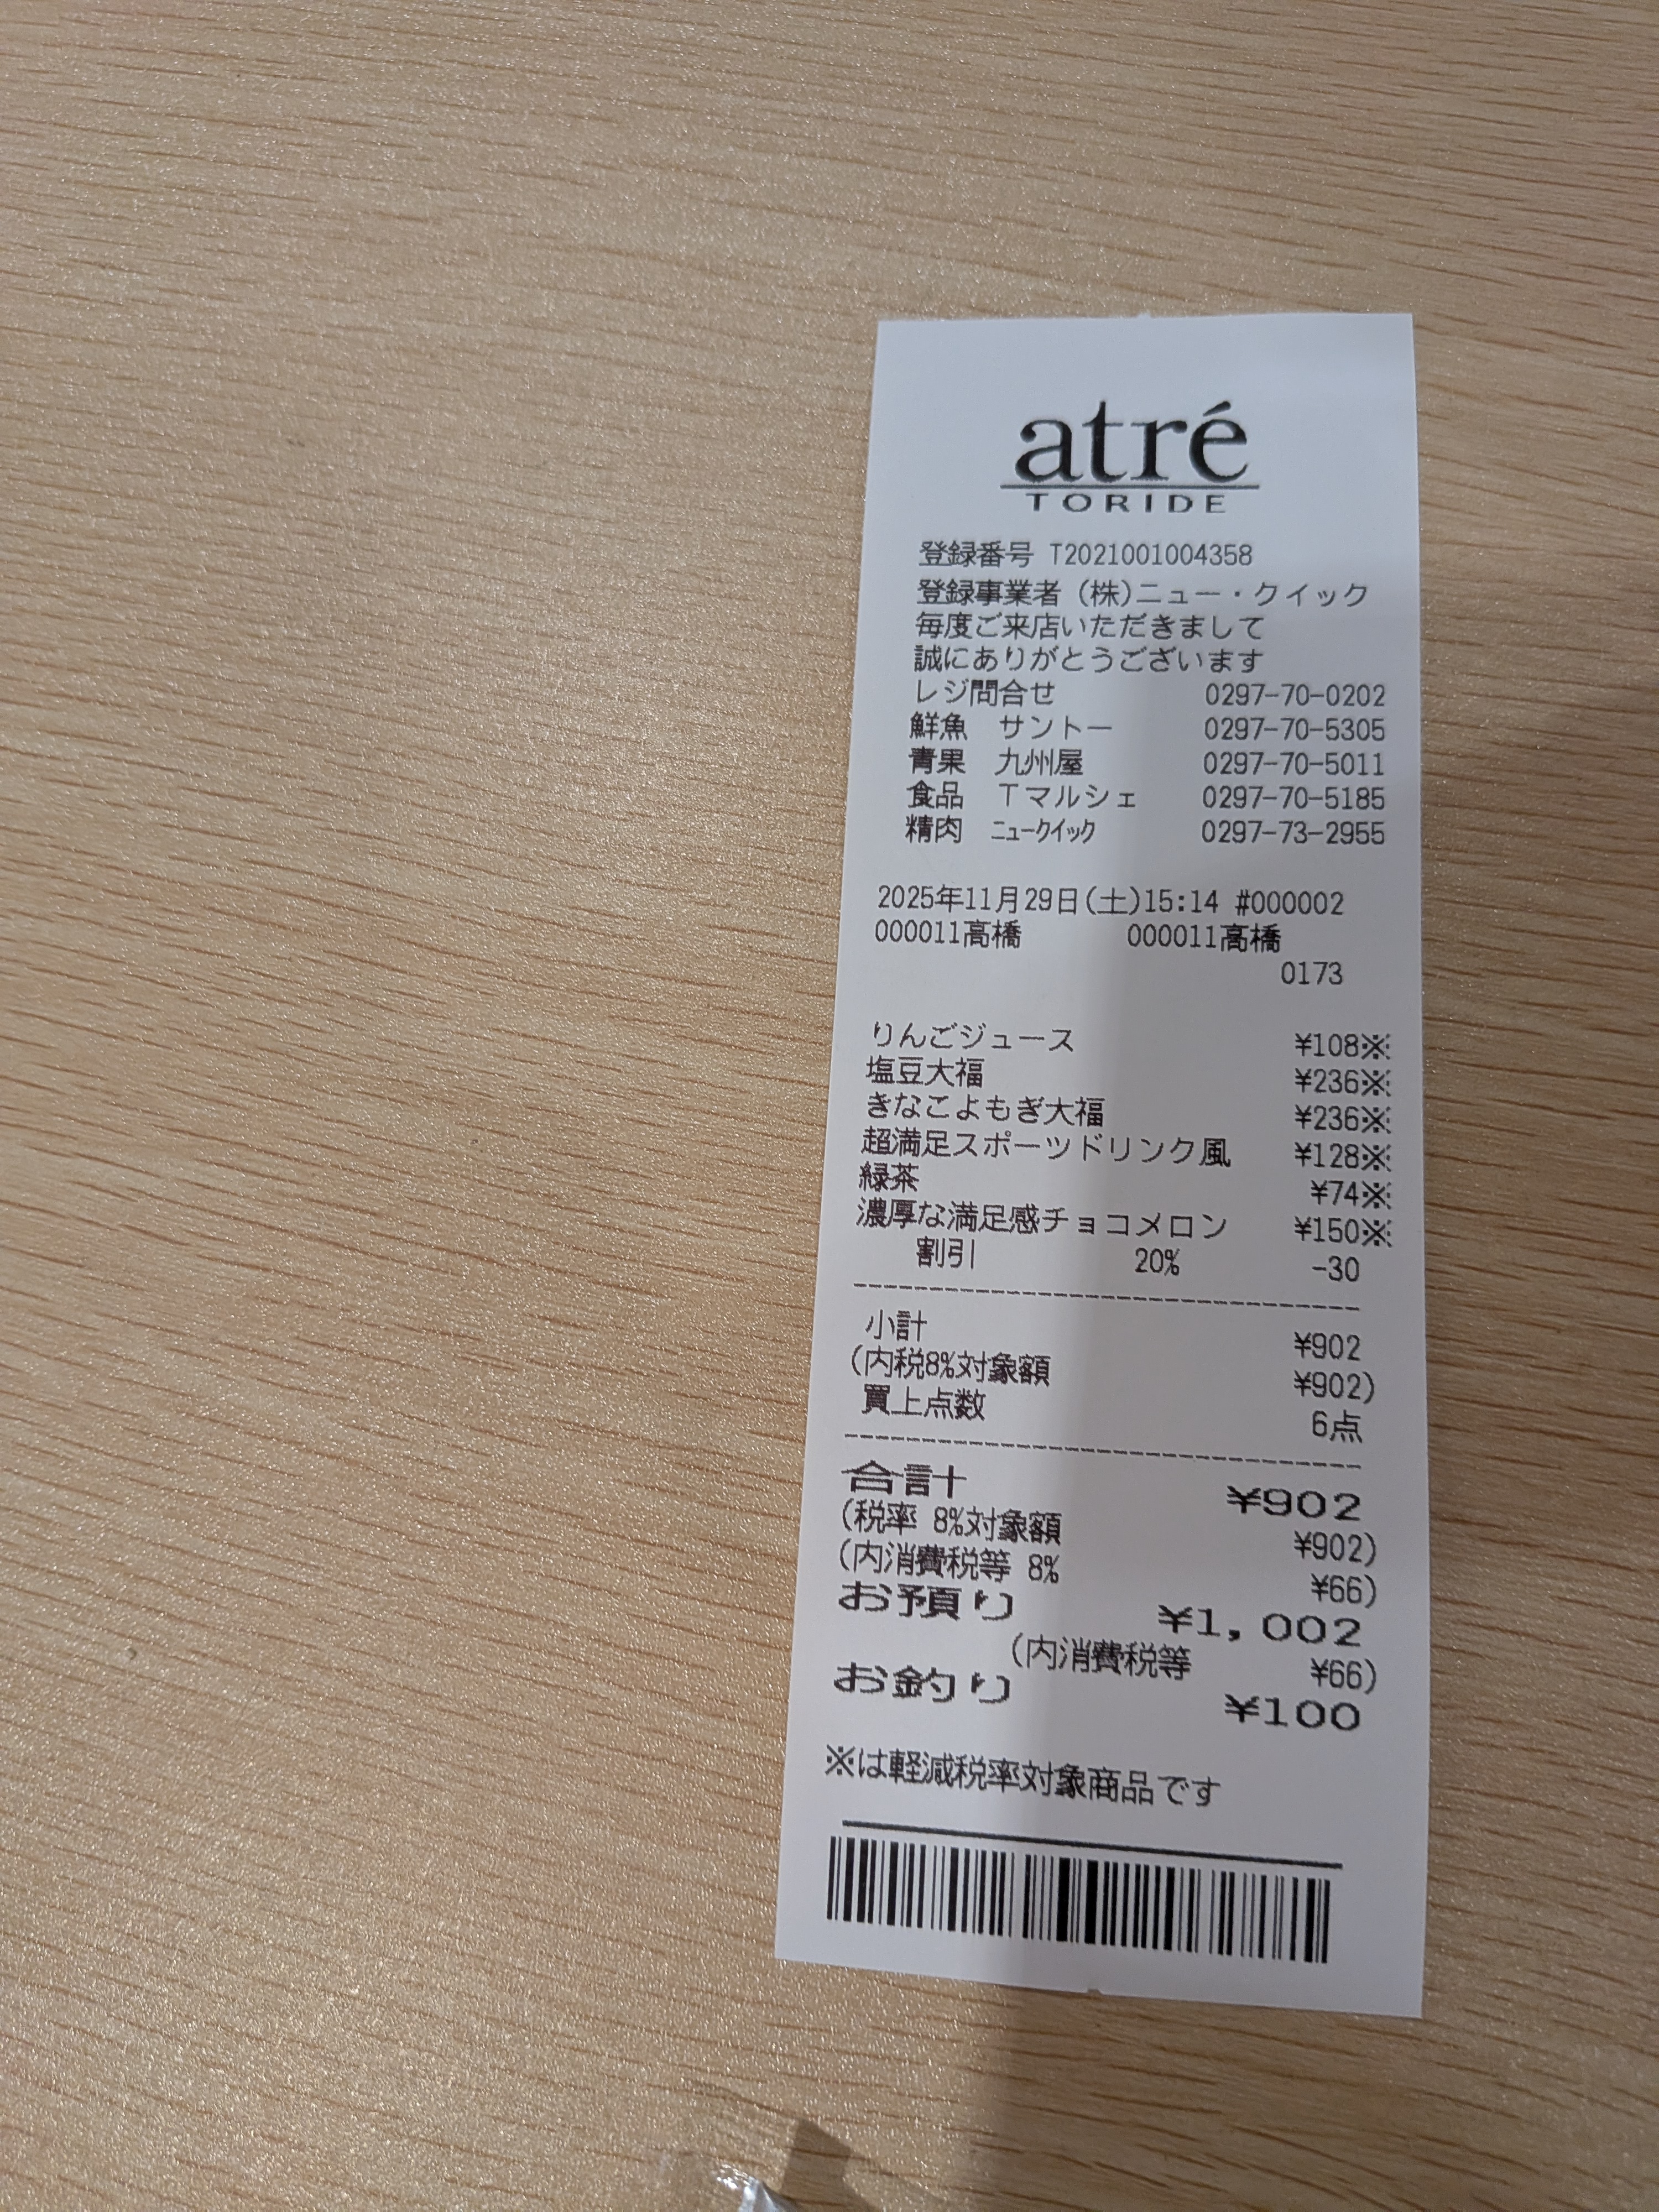 atré
TORIDE
登録番号 T2021001004358
登録事業者 (株)ニュー・クイック
毎度ご来店いただきまして
誠にありがとうございます
レジ問合せ 0297-70-0202
鮮魚 サントー 0297-70-5305
青果 九州屋 0297-70-5011
食品 Tマルシェ 0297-70-5185
精肉 ニュークイック 0297-73-2955
2025年11月29日(土)15:14 #000002
000011高橋 000011高橋
0173
りんごジュース ¥108※
塩豆大福 ¥236※
きなこよもぎ大福 ¥236※
超満足スポーツドリンク風 ¥128※
緑茶 ¥74※
濃厚な満足感チョコメロン ¥150※
割引 20% -30
小計 ¥902
(内税8%対象額 ¥902)
買上点数 6点
合計 ¥902
(税率 8%対象額 ¥902)
(内消費税等 8% ¥66)
お預り ¥1,002
(内消費税等 ¥66)
お釣り ¥100
※は軽減税率対象商品です